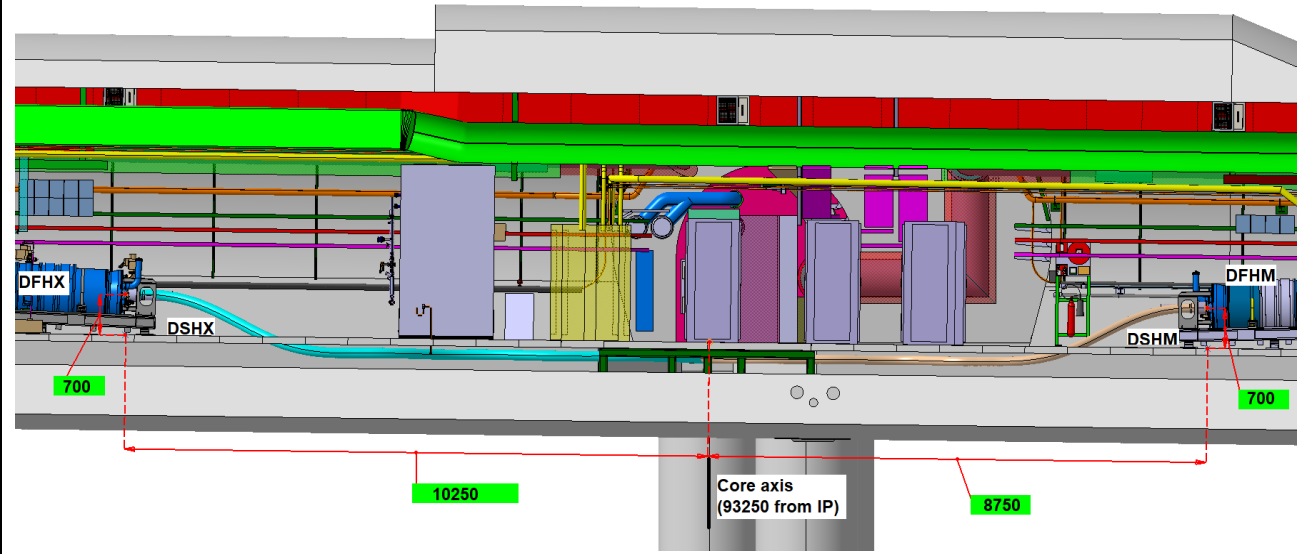 DFHX
DFHM
DSHX
DSHM
700
700
10250
Core axis
(93250 from IP)
8750